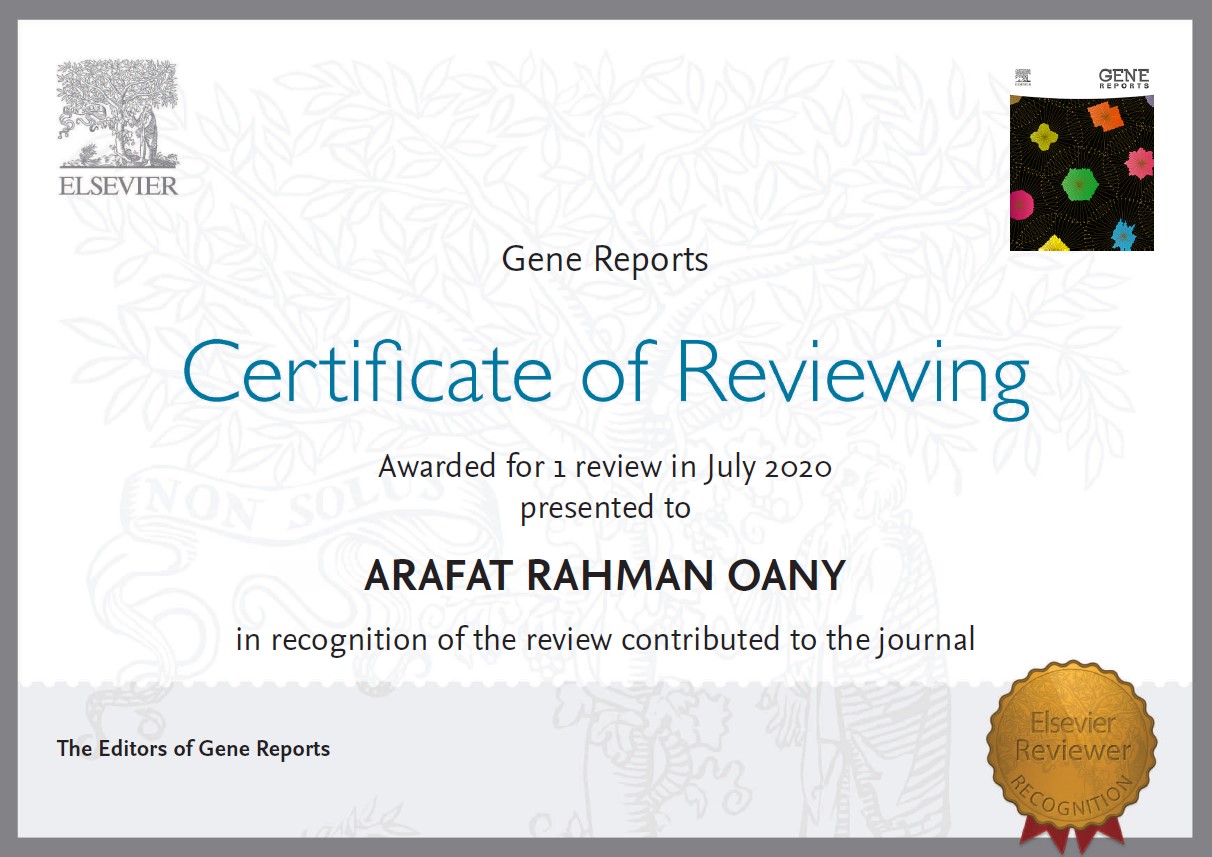 ELSEVIER
GENE
REPORTS
Gene Reports
Certificate of Reviewing
Awarded for 1 review in July 2020
presented to
NON SOLUS
ARAFAT RAHMAN OANY
in recognition of the review contributed to the journal
The Editors of Gene Reports
Elsevier
Reviewer
RECOGNITION